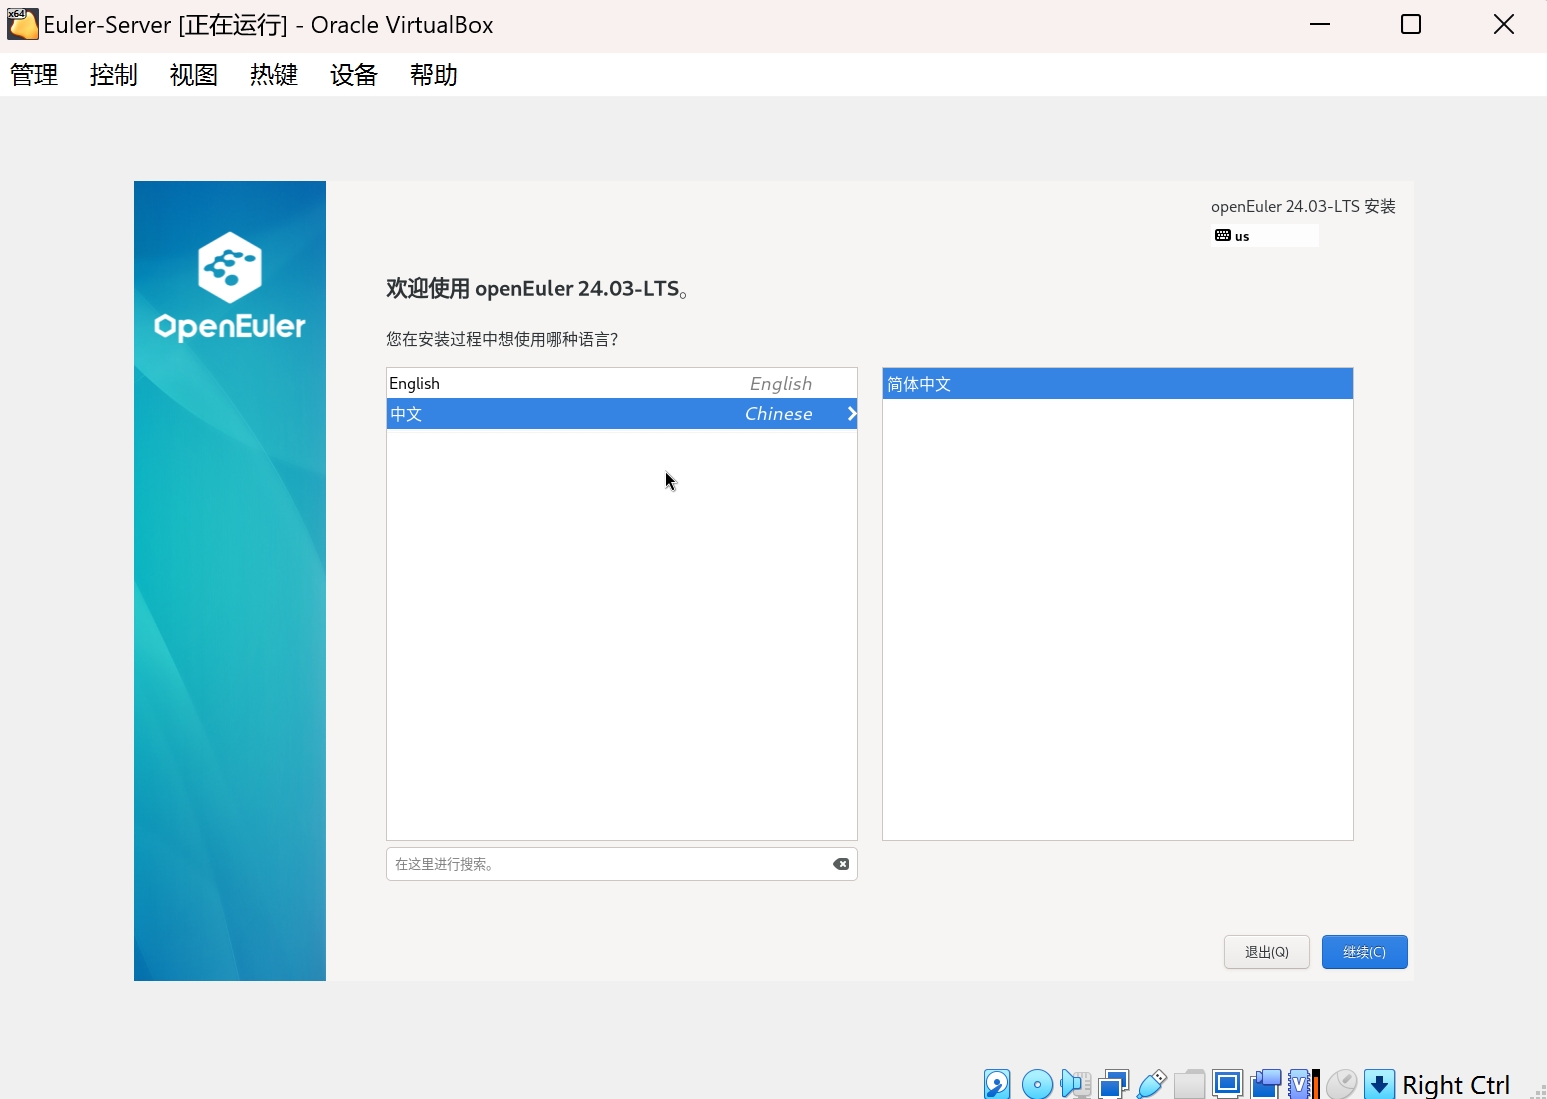 Euler-Server [正在运行] - Oracle VirtualBox
管理 控制 视图 热键 设备 帮助
openEuler 24.03-LTS 安装
us
OpenEuler
欢迎使用 openEuler 24.03-LTS。
您在安装过程中想使用哪种语言？
English English
中文 Chinese
简体中文
在这里进行搜索。
退出(Q) 继续(C)
Right Ctrl